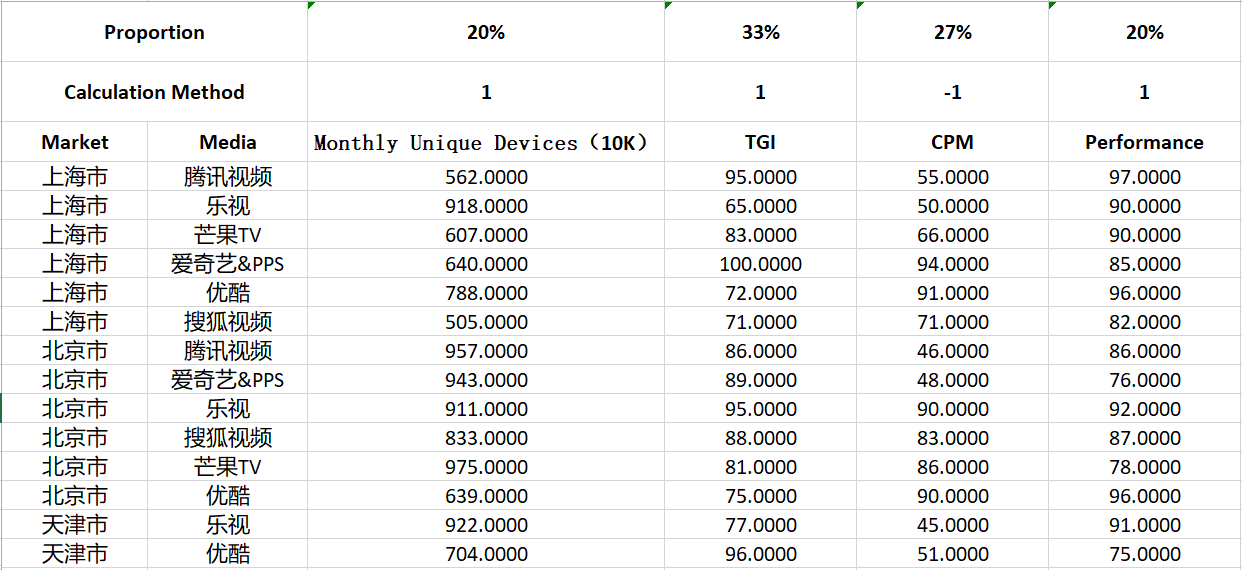 Proportion 20% 33% 27% 20%
Calculation Method 1 1 -1 1
Market Media Monthly Unique Devices（10K） TGI CPM Performance
上海市 腾讯视频 562.0000 95.0000 55.0000 97.0000
上海市 乐视 918.0000 65.0000 50.0000 90.0000
上海市 芒果TV 607.0000 83.0000 66.0000 90.0000
上海市 爱奇艺&PPS 640.0000 100.0000 94.0000 85.0000
上海市 优酷 788.0000 72.0000 91.0000 96.0000
上海市 搜狐视频 505.0000 71.0000 71.0000 82.0000
北京市 腾讯视频 957.0000 86.0000 46.0000 86.0000
北京市 爱奇艺&PPS 943.0000 89.0000 48.0000 76.0000
北京市 乐视 911.0000 95.0000 90.0000 92.0000
北京市 搜狐视频 833.0000 88.0000 83.0000 87.0000
北京市 芒果TV 975.0000 81.0000 86.0000 78.0000
北京市 优酷 639.0000 75.0000 90.0000 96.0000
天津市 乐视 922.0000 77.0000 45.0000 91.0000
天津市 优酷 704.0000 96.0000 51.0000 75.0000